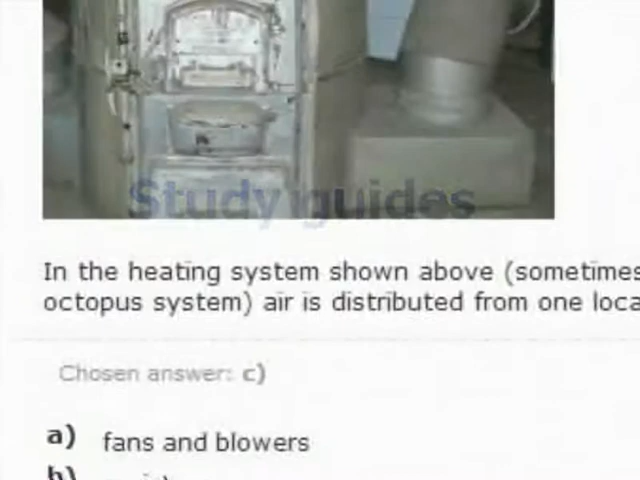 Study guides
In the heating system shown above (sometimes
octopus system) air is distributed from one loca
Chosen answer: c)
a) fans and blowers
b)